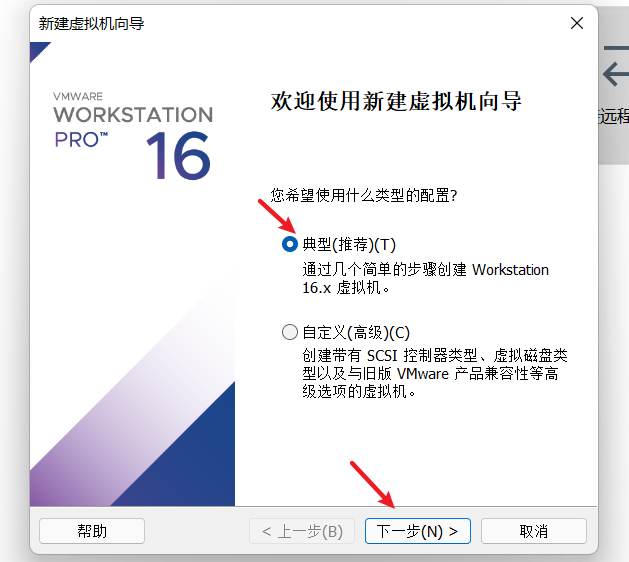 新建虚拟机向导
VMWARE
WORKSTATION
PRO™ 16
欢迎使用新建虚拟机向导
您希望使用什么类型的配置?
典型(推荐)(T)
通过几个简单的步骤创建 Workstation
16.x 虚拟机。
自定义(高级)(C)
创建带有 SCSI 控制器类型、虚拟磁盘类
型以及与旧版 VMware 产品兼容性等高
级选项的虚拟机。
远程
帮助
< 上一步(B)
下一步(N) >
取消